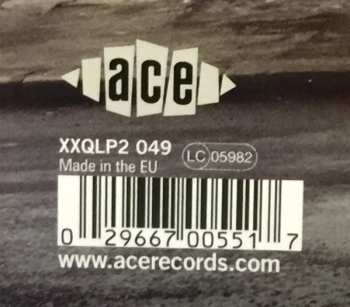 ace
XXQLP2 049
Made in the EU LC 05982
0 29667 00551 7
www.acerecords.com